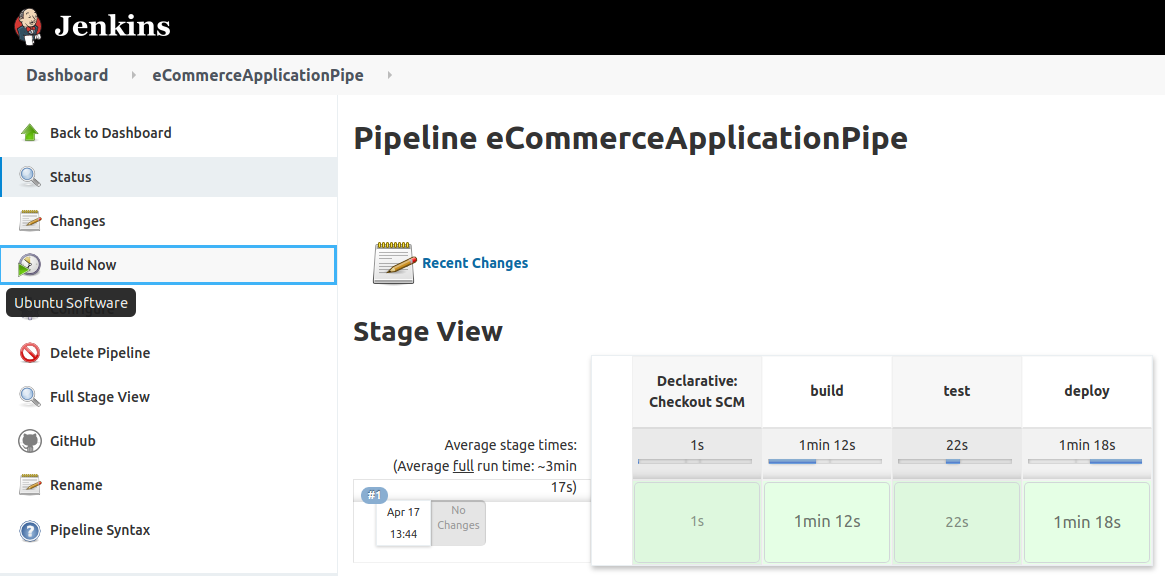 Jenkins
Dashboard
eCommerceApplicationPipe
Back to Dashboard
Status
Changes
Build Now
Ubuntu Software
Delete Pipeline
Full Stage View
GitHub
Rename
Pipeline Syntax
Pipeline eCommerceApplicationPipe
Recent Changes
Stage View
Average stage times:
(Average full run time: ~3min
17s)
Declarative:
Checkout SCM
build
test
deploy
1s
1min 12s
22s
1min 18s
#1
Apr 17
13:44
No
Changes
1s
1min 12s
22s
1min 18s